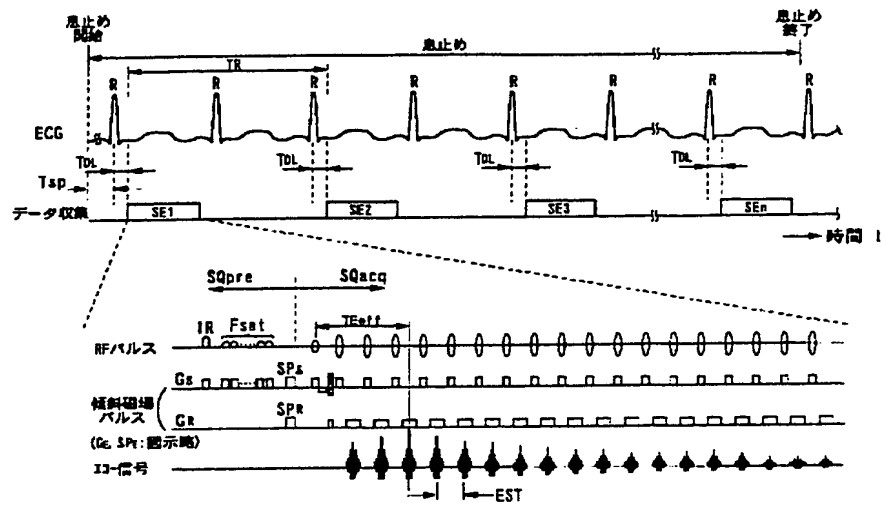 息止め
開始
息止め
終了
息止め
TR
R R R R R R R R
ECG
TDL TDL TDL TDL
Tsp
データ収集 SE1 SE2 SE3 SEn
時間 t
SQpre SQacq
IR Fsat TEeff
RFパルス
GS SPS
傾斜磁場
パルス
GR SPR
(GE, SPE:図示略)
エコー信号
EST